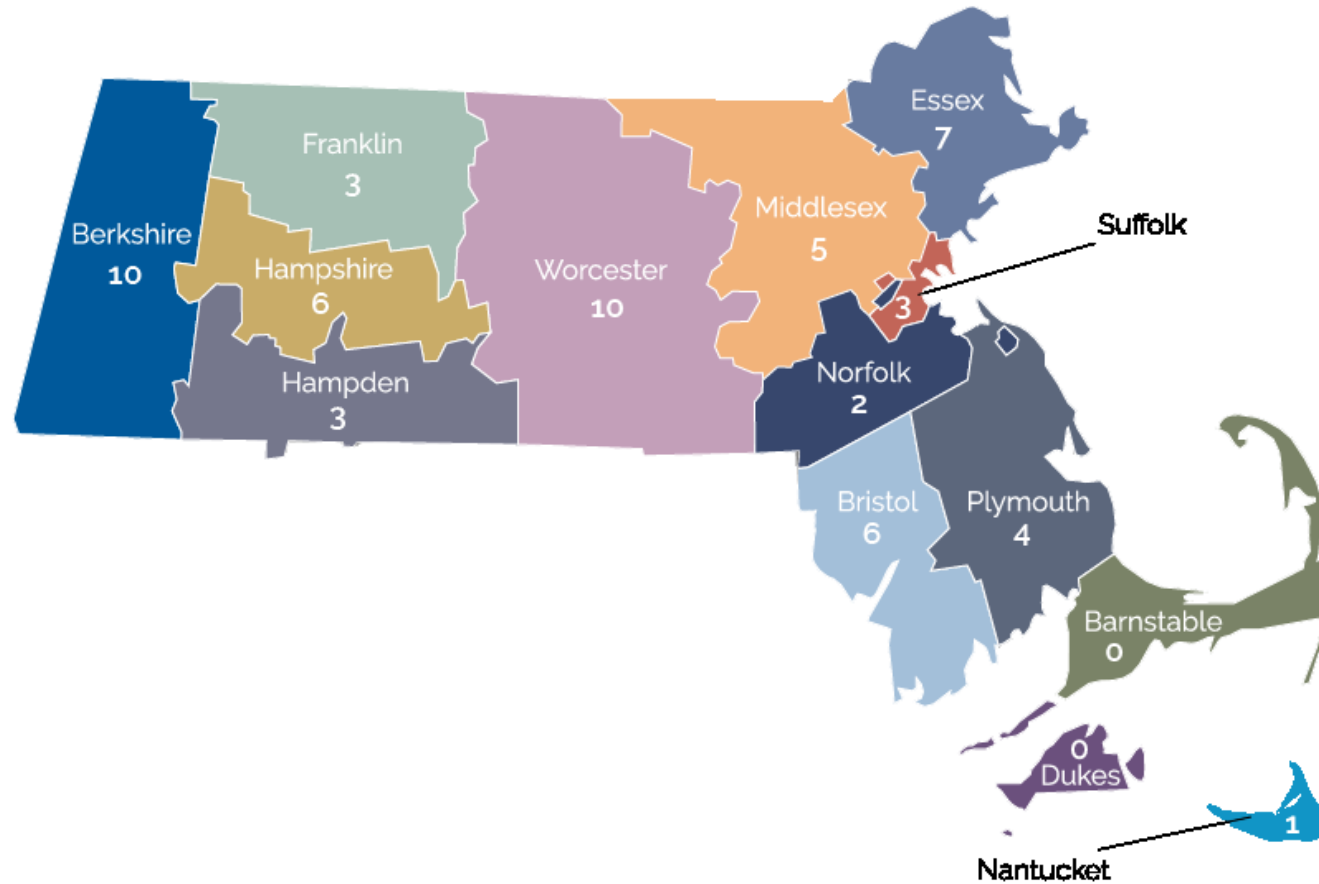 Essex
7
Franklin
3
Middlesex
5
Suffolk
3
Berkshire
10
Hampshire
6
Worcester
10
Hampden
3
Norfolk
2
Bristol
6
Plymouth
4
Barnstable
0
0
Dukes
1
Nantucket